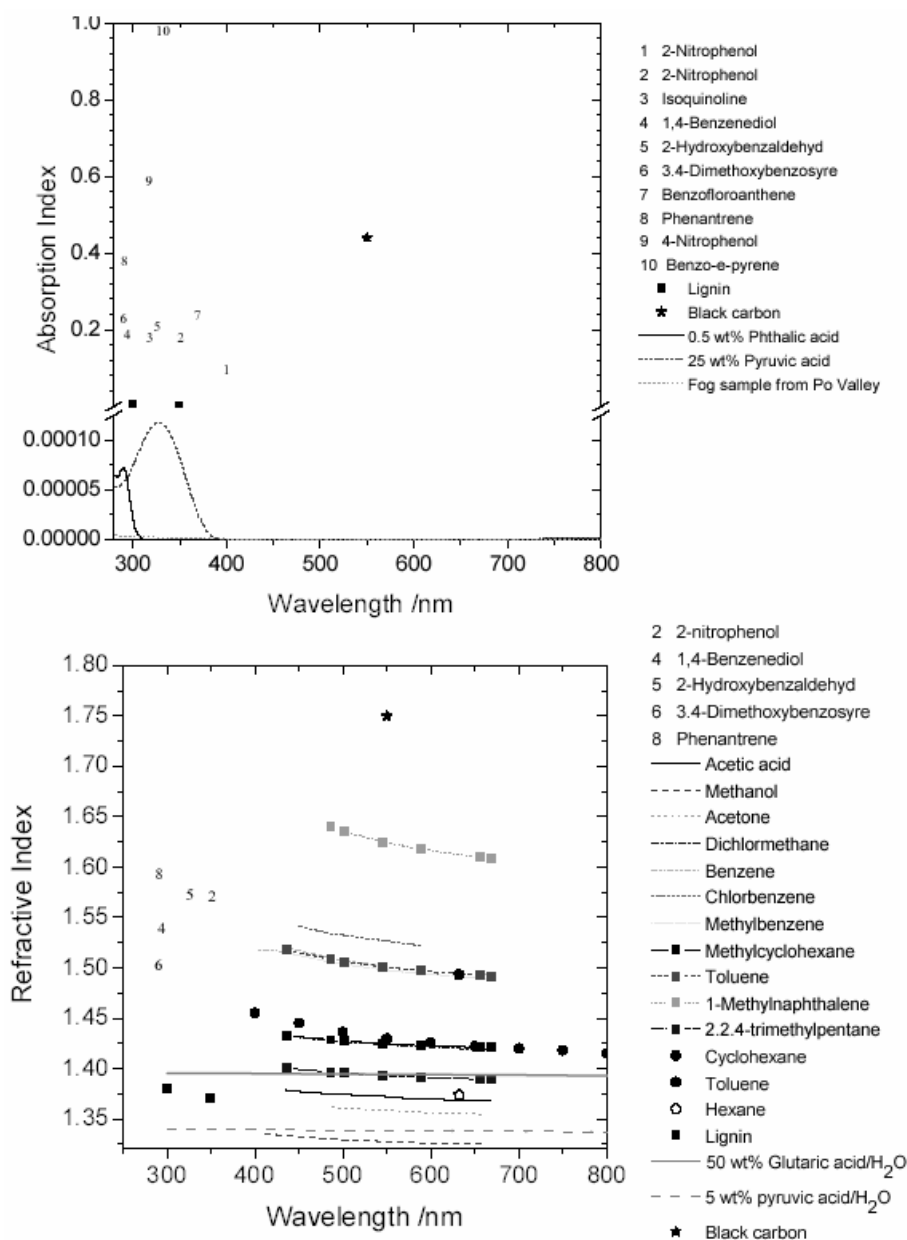 1.0
0.8
0.6
0.4
0.2
0.00010
0.00005
0.00000
Absorption Index
10
9
8
6
4
3
5
2
7
1
300 400 500 600 700 800
Wavelength /nm
1 2-Nitrophenol
2 2-Nitrophenol
3 Isoquinoline
4 1,4-Benzenediol
5 2-Hydroxybenzaldehyd
6 3.4-Dimethoxybenzosyre
7 Benzofloroanthene
8 Phenantrene
9 4-Nitrophenol
10 Benzo-e-pyrene
Lignin
Black carbon
0.5 wt% Phthalic acid
25 wt% Pyruvic acid
Fog sample from Po Valley
1.80
1.75
1.70
1.65
1.60
1.55
1.50
1.45
1.40
1.35
Refractive Index
8
5
2
4
6
300 400 500 600 700 800
Wavelength /nm
2 2-nitrophenol
4 1,4-Benzenediol
5 2-Hydroxybenzaldehyd
6 3.4-Dimethoxybenzosyre
8 Phenantrene
Acetic acid
Methanol
Acetone
Dichlormethane
Benzene
Chlorbenzene
Methylbenzene
Methylcyclohexane
Toluene
1-Methylnaphthalene
2.2.4-trimethylpentane
Cyclohexane
Toluene
Hexane
Lignin
50 wt% Glutaric acid/H2O
5 wt% pyruvic acid/H2O
Black carbon